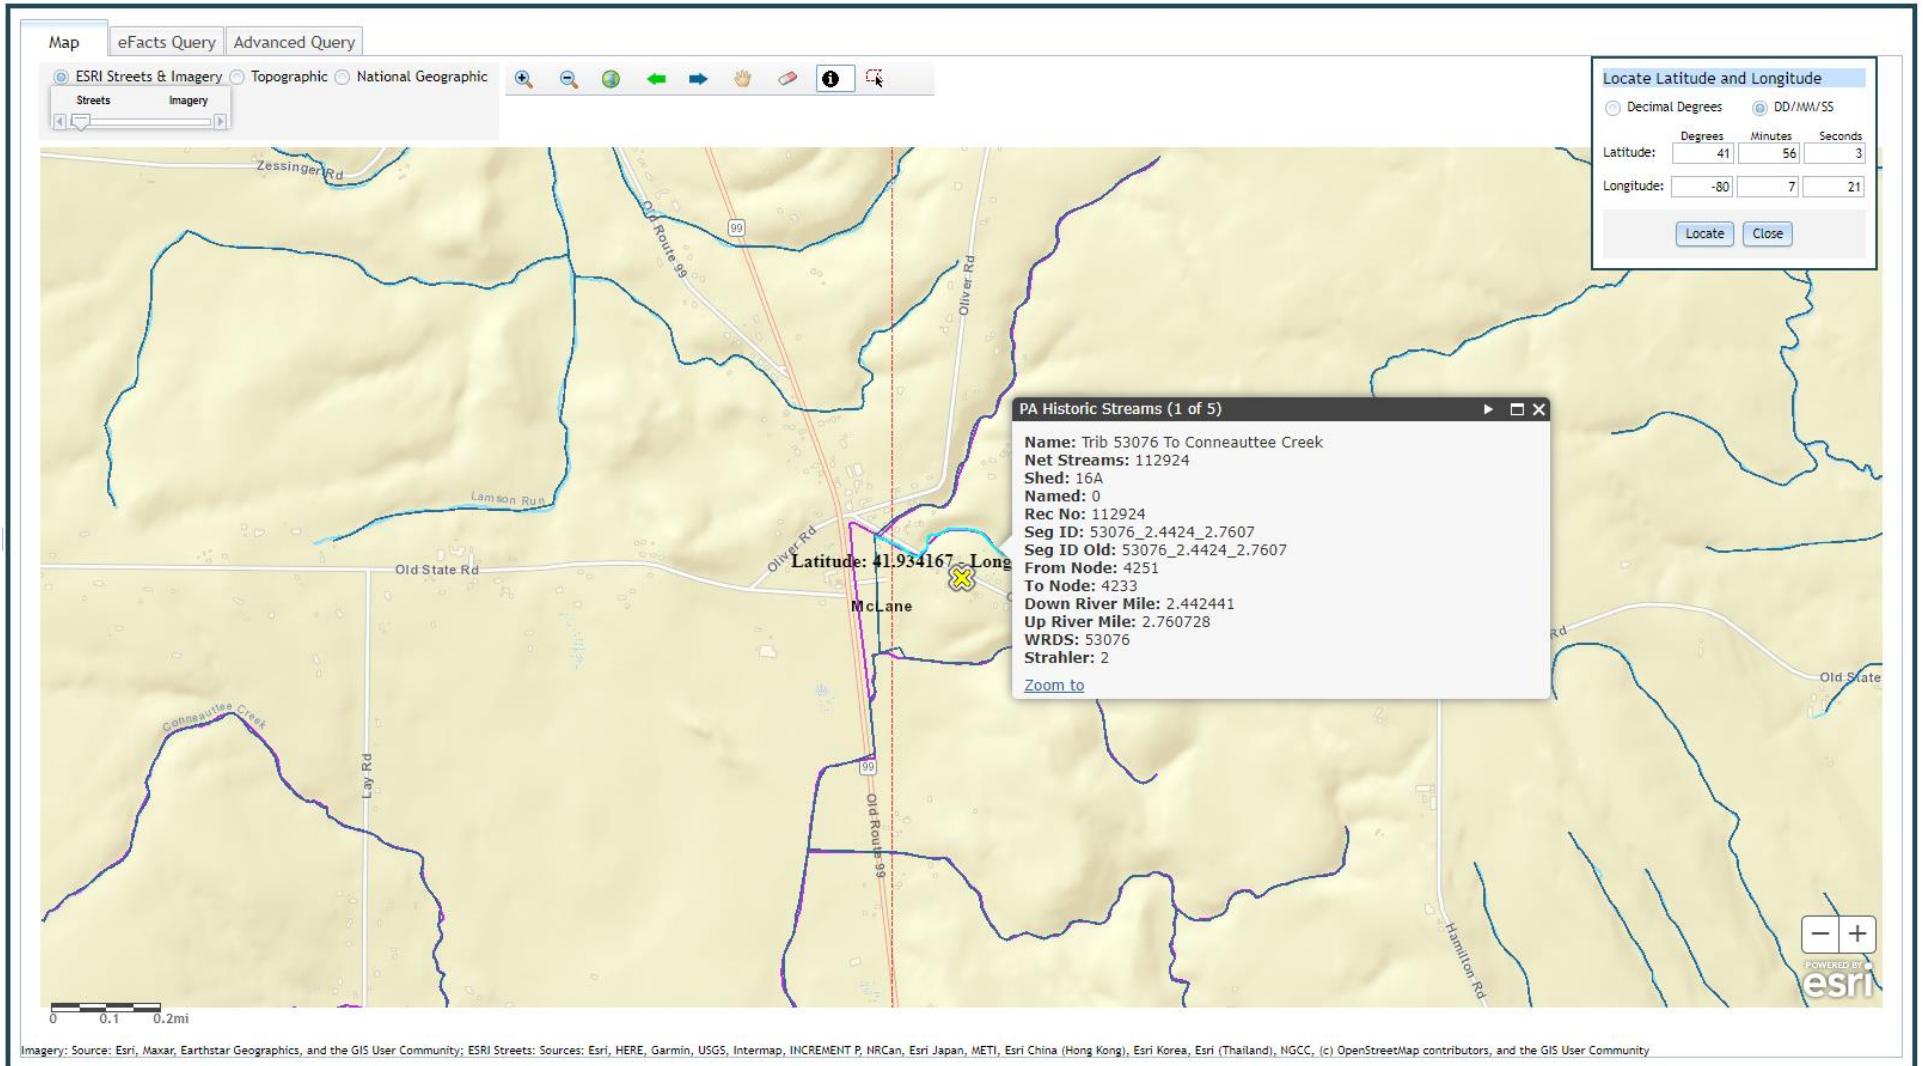 Map eFacts Query Advanced Query
ESRI Streets & Imagery Topographic National Geographic
Streets Imagery
Locate Latitude and Longitude
Decimal Degrees DD/MM/SS
Degrees Minutes Seconds
Latitude: 41 56 3
Longitude: -80 7 21
Locate Close
Zessinger Rd
Old Route 99
99
Oliver Rd
Lamson Run
Oliver Rd
Old State Rd
Latitude: 41.934167 - Long
McLane
PA Historic Streams (1 of 5)
Name: Trib 53076 To Conneauttee Creek
Net Streams: 112924
Shed: 16A
Named: 0
Rec No: 112924
Seg ID: 53076_2.4424_2.7607
Seg ID Old: 53076_2.4424_2.7607
From Node: 4251
To Node: 4233
Down River Mile: 2.442441
Up River Mile: 2.760728
WRDS: 53076
Strahler: 2
Zoom to
Rd
Old State
Conneauttee Creek
Lay Rd
99
Old Route 99
Hamilton Rd
POWERED BY
esri
0 0.1 0.2mi
Imagery: Source: Esri, Maxar, Earthstar Geographics, and the GIS User Community; ESRI Streets: Sources: Esri, HERE, Garmin, USGS, Intermap, INCREMENT P, NRCan, Esri Japan, METI, Esri China (Hong Kong), Esri Korea, Esri (Thailand), NGCC, (c) OpenStreetMap contributors, and the GIS User Community